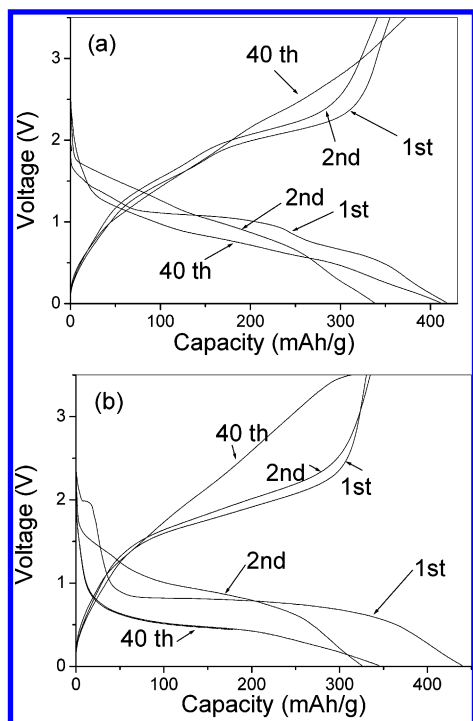 (a)
40 th
2nd
1st
2nd
1st
40 th
Voltage (V)
3
2
1
0
0
100
200
300
400
Capacity (mAh/g)
(b)
40 th
2nd
1st
2nd
1st
40 th
Voltage (V)
3
2
1
0
0
100
200
300
400
Capacity (mAh/g)